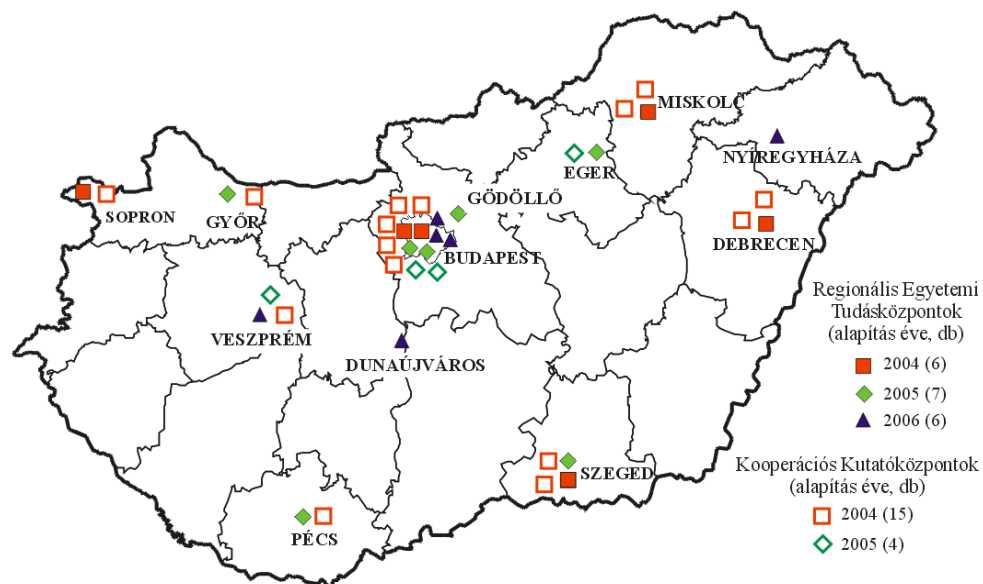 MISKOLC
NYÍREGYHÁZA
EGER
GÖDÖLLŐ
SOPRON
GYŐR
DEBRECEN
BUDAPEST
VESZPRÉM
DUNAÚJVÁROS
SZEGED
PÉCS
Regionális Egyetemi
Tudásközpontok
(alapítás éve, db)
2004 (6)
2005 (7)
2006 (6)
Kooperációs Kutatóközpontok
(alapítás éve, db)
2004 (15)
2005 (4)